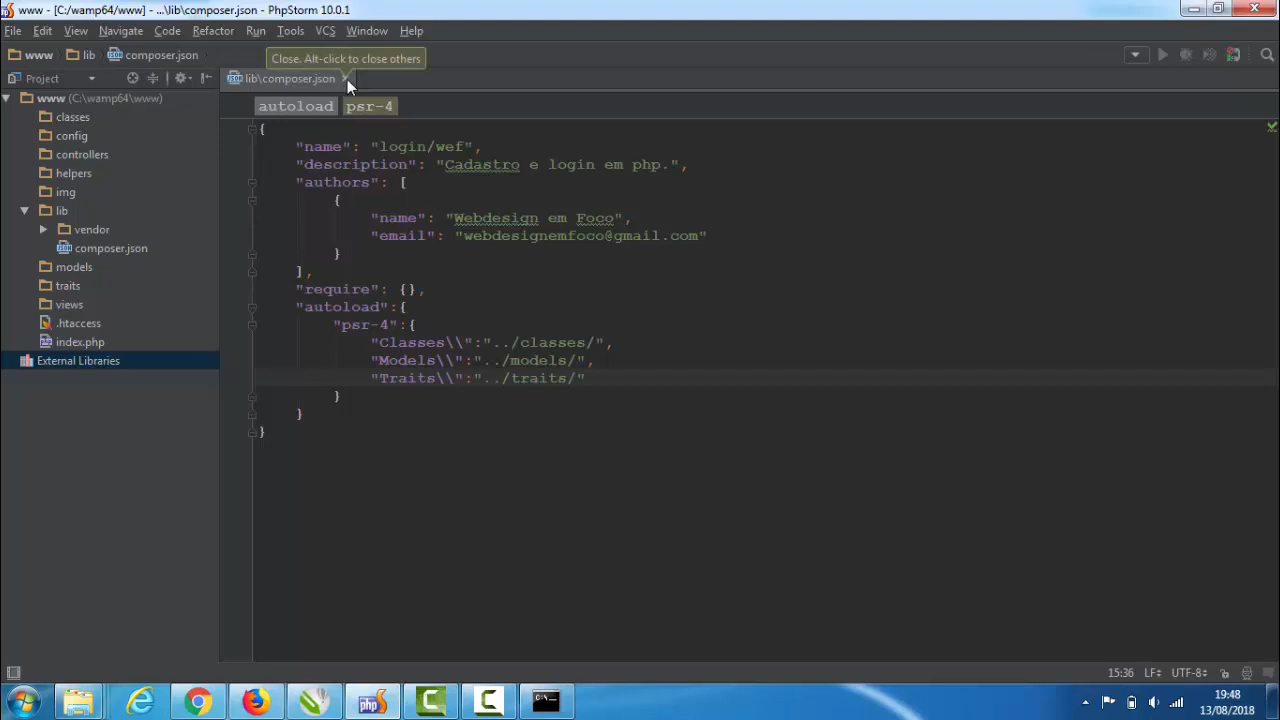 www - [C:/wamp64/www] - ...\lib\composer.json - PhpStorm 10.0.1
File Edit View Navigate Code Refactor Run Tools VCS Window Help
www lib composer.json
Close. Alt-click to close others
Project
lib\composer.json
www (C:\wamp64\www)
classes
config
controllers
helpers
img
lib
vendor
composer.json
models
traits
views
.htaccess
index.php
External Libraries
autoload psr-4
{
"name": "login/wef",
"description": "Cadastro e login em php.",
"authors": [
{
"name": "Webdesign em Foco",
"email": "webdesignemfoco@gmail.com"
}
],
"require": {},
"autoload":{
"psr-4":{
"Classes\\":"../classes/",
"Models\\":"../models/",
"Traits\\":"../traits/"
}
}
}
15:36 LF÷ UTF-8÷
php
C:\
19:48
13/08/2018